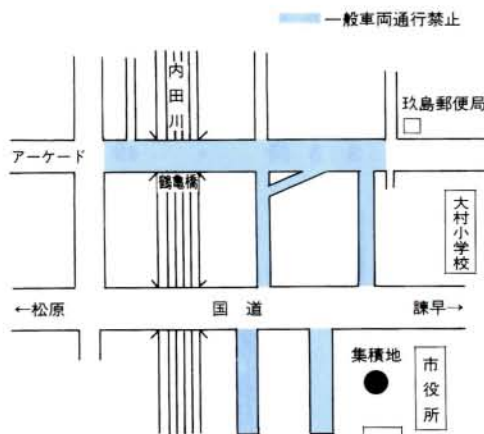 一般車両通行禁止
内田川
玖島郵便局
アーケード
鶴亀橋
大村小学校
←松原
国道
諫早→
集積地
市役所